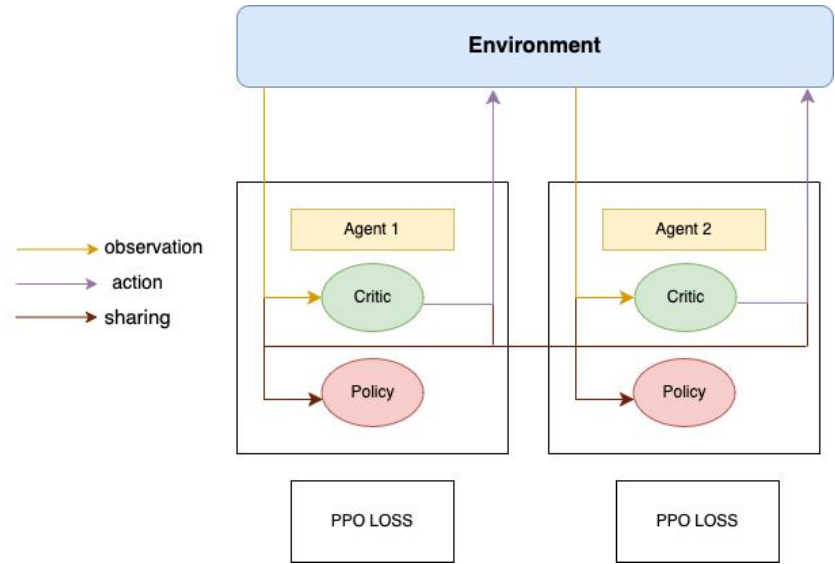 Environment
Agent 1
Agent 2
observation
action
sharing
Critic
Critic
Policy
Policy
PPO LOSS
PPO LOSS